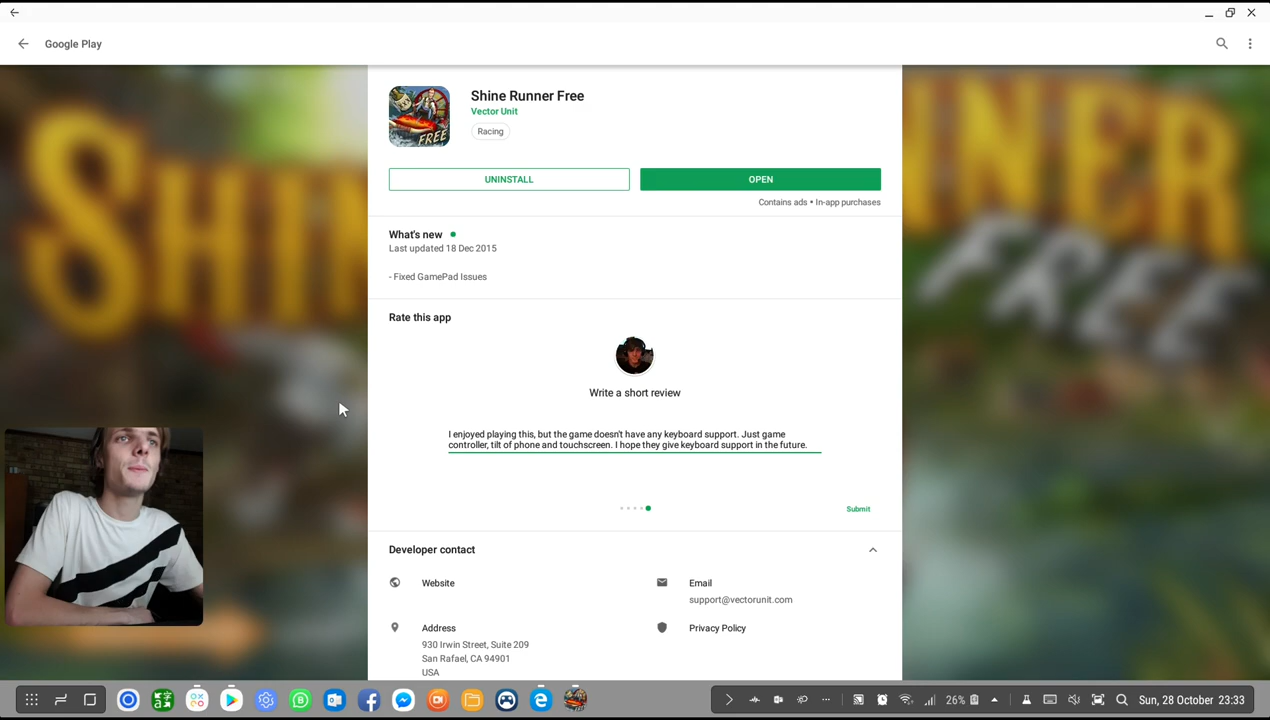 Google Play
SHINE RUNNER
FREE
FREE
Shine Runner Free
Vector Unit
Racing
UNINSTALL
OPEN
Contains ads • In-app purchases
What's new
Last updated 18 Dec 2015
- Fixed GamePad Issues
Rate this app
Write a short review
I enjoyed playing this, but the game doesn't have any keyboard support. Just game
controller, tilt of phone and touchscreen. I hope they give keyboard support in the future.
Submit
Developer contact
Website
Email
support@vectorunit.com
Address
930 Irwin Street, Suite 209
San Rafael, CA 94901
USA
Privacy Policy
26%
Sun, 28 October 23:33